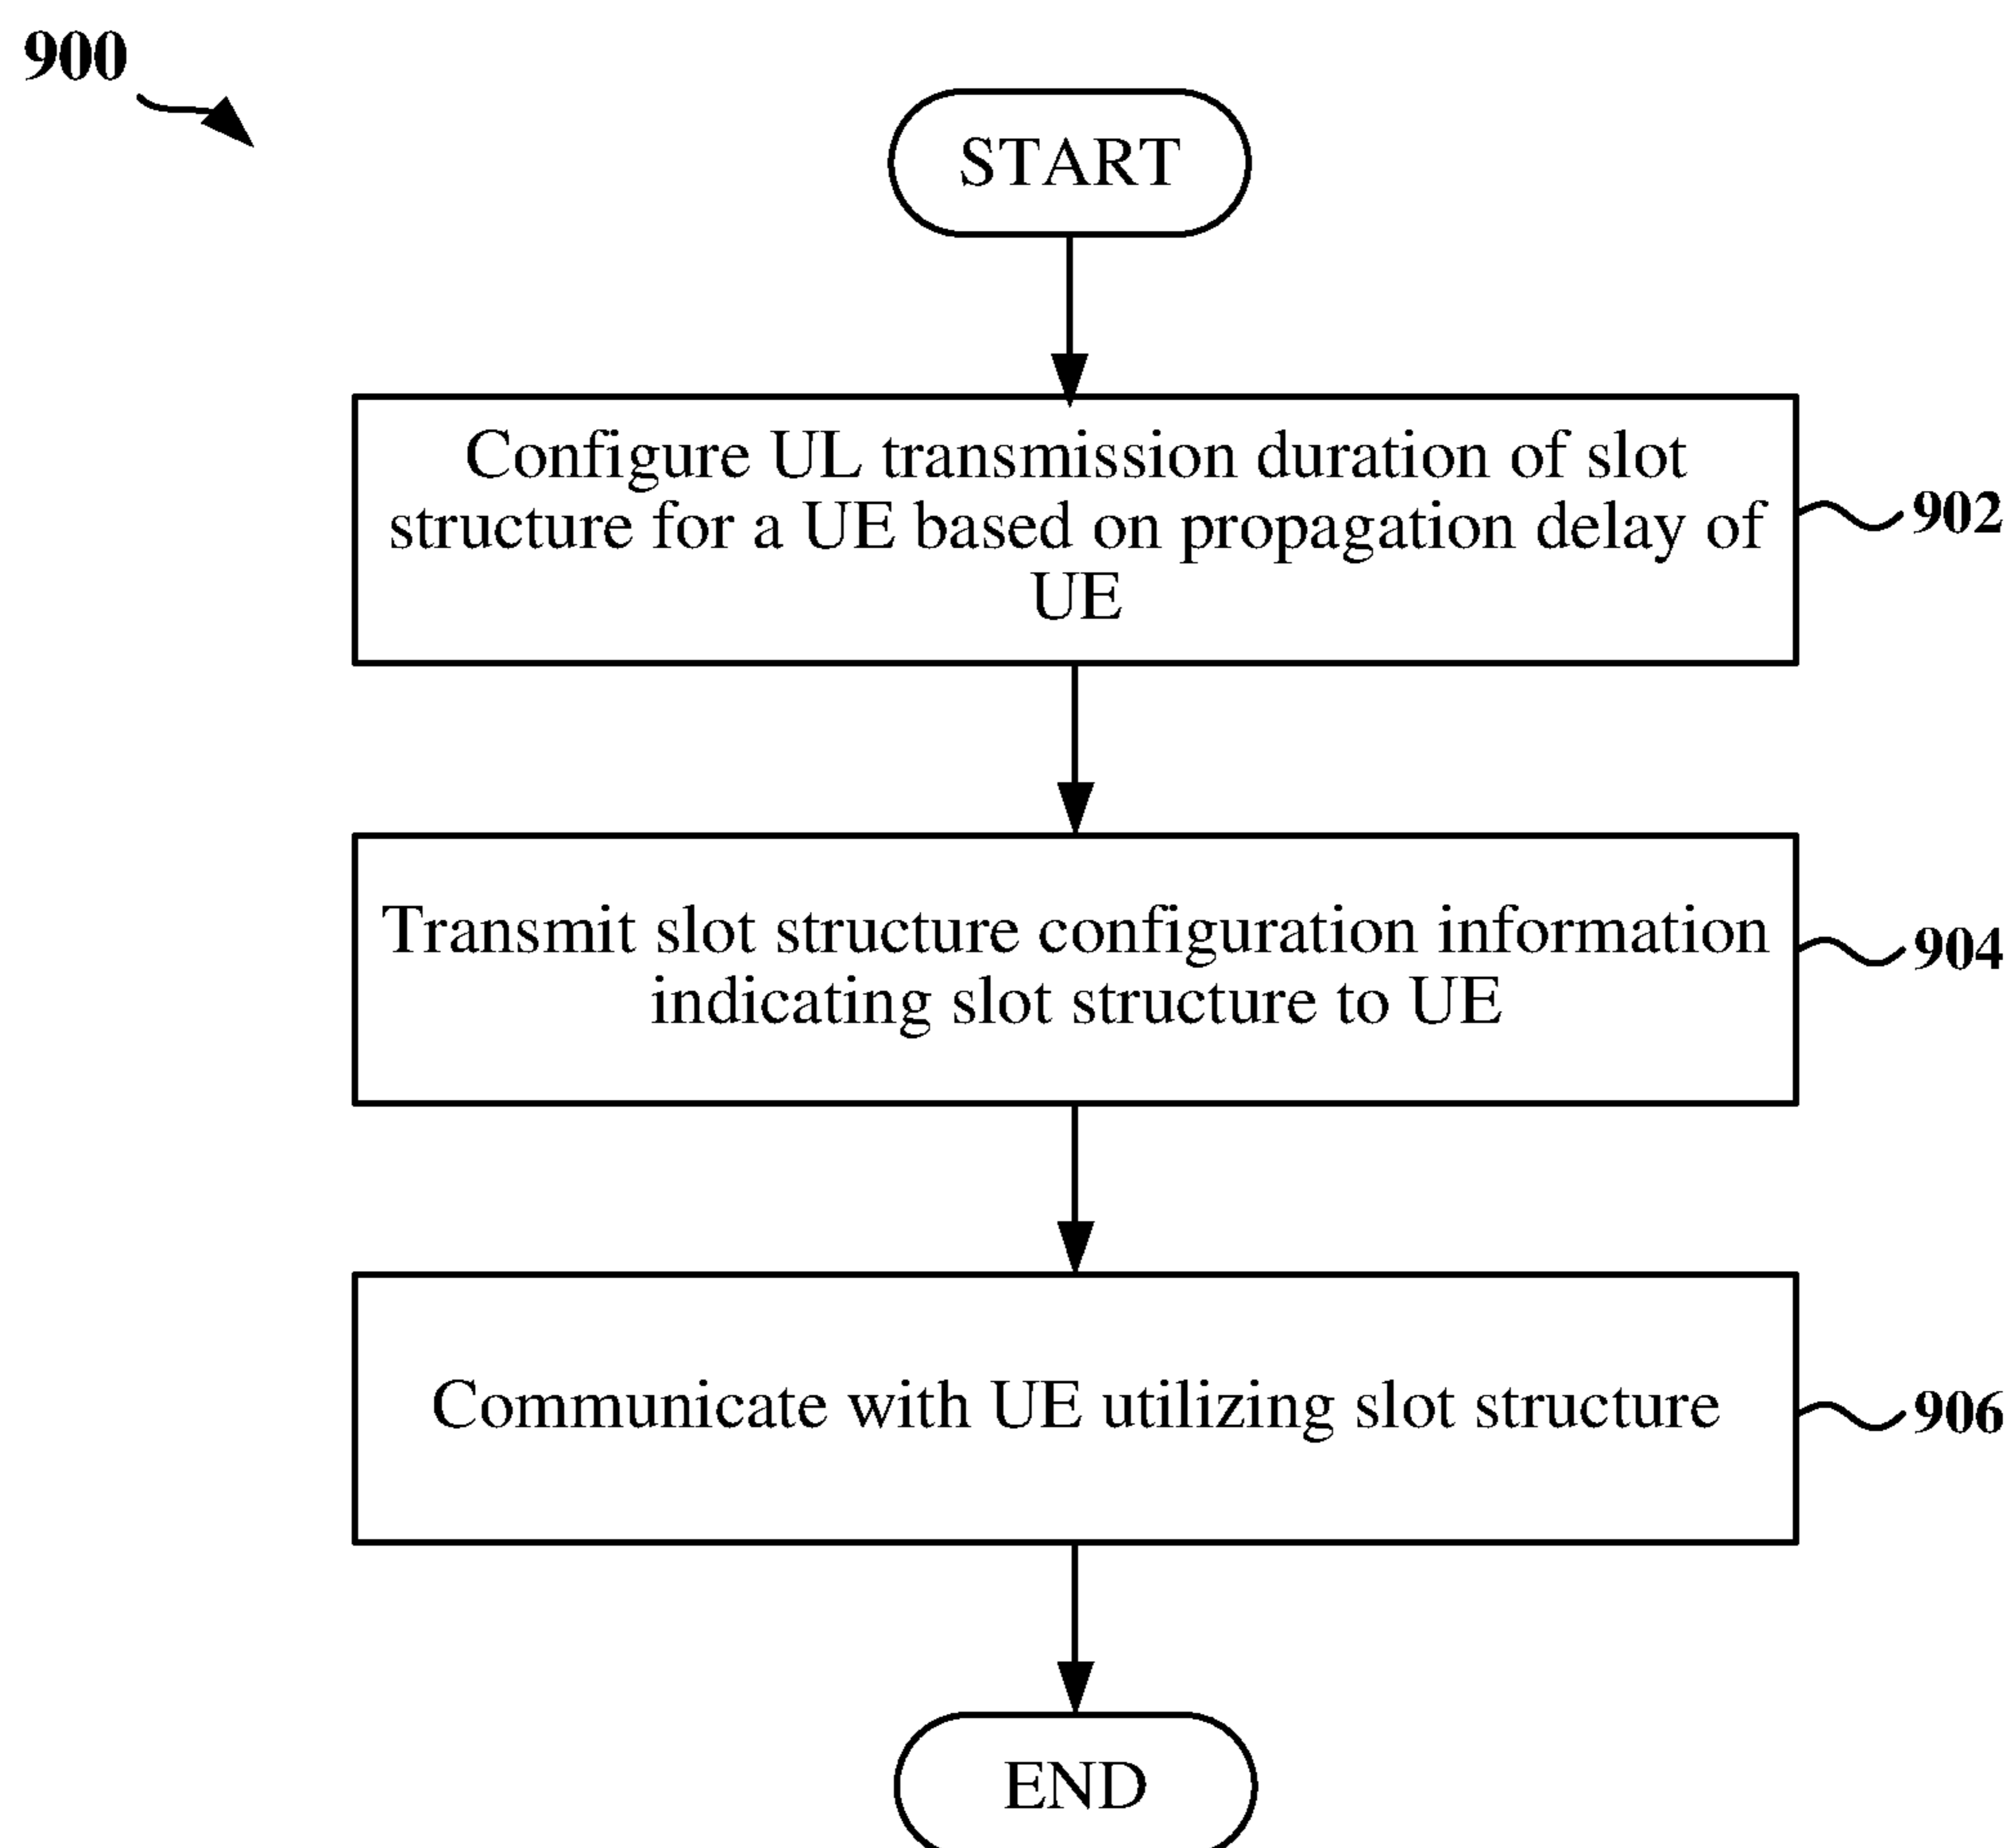 900
START
Configure UL transmission duration of slot
structure for a UE based on propagation delay of
UE
902
Transmit slot structure configuration information
indicating slot structure to UE
904
Communicate with UE utilizing slot structure
906
END